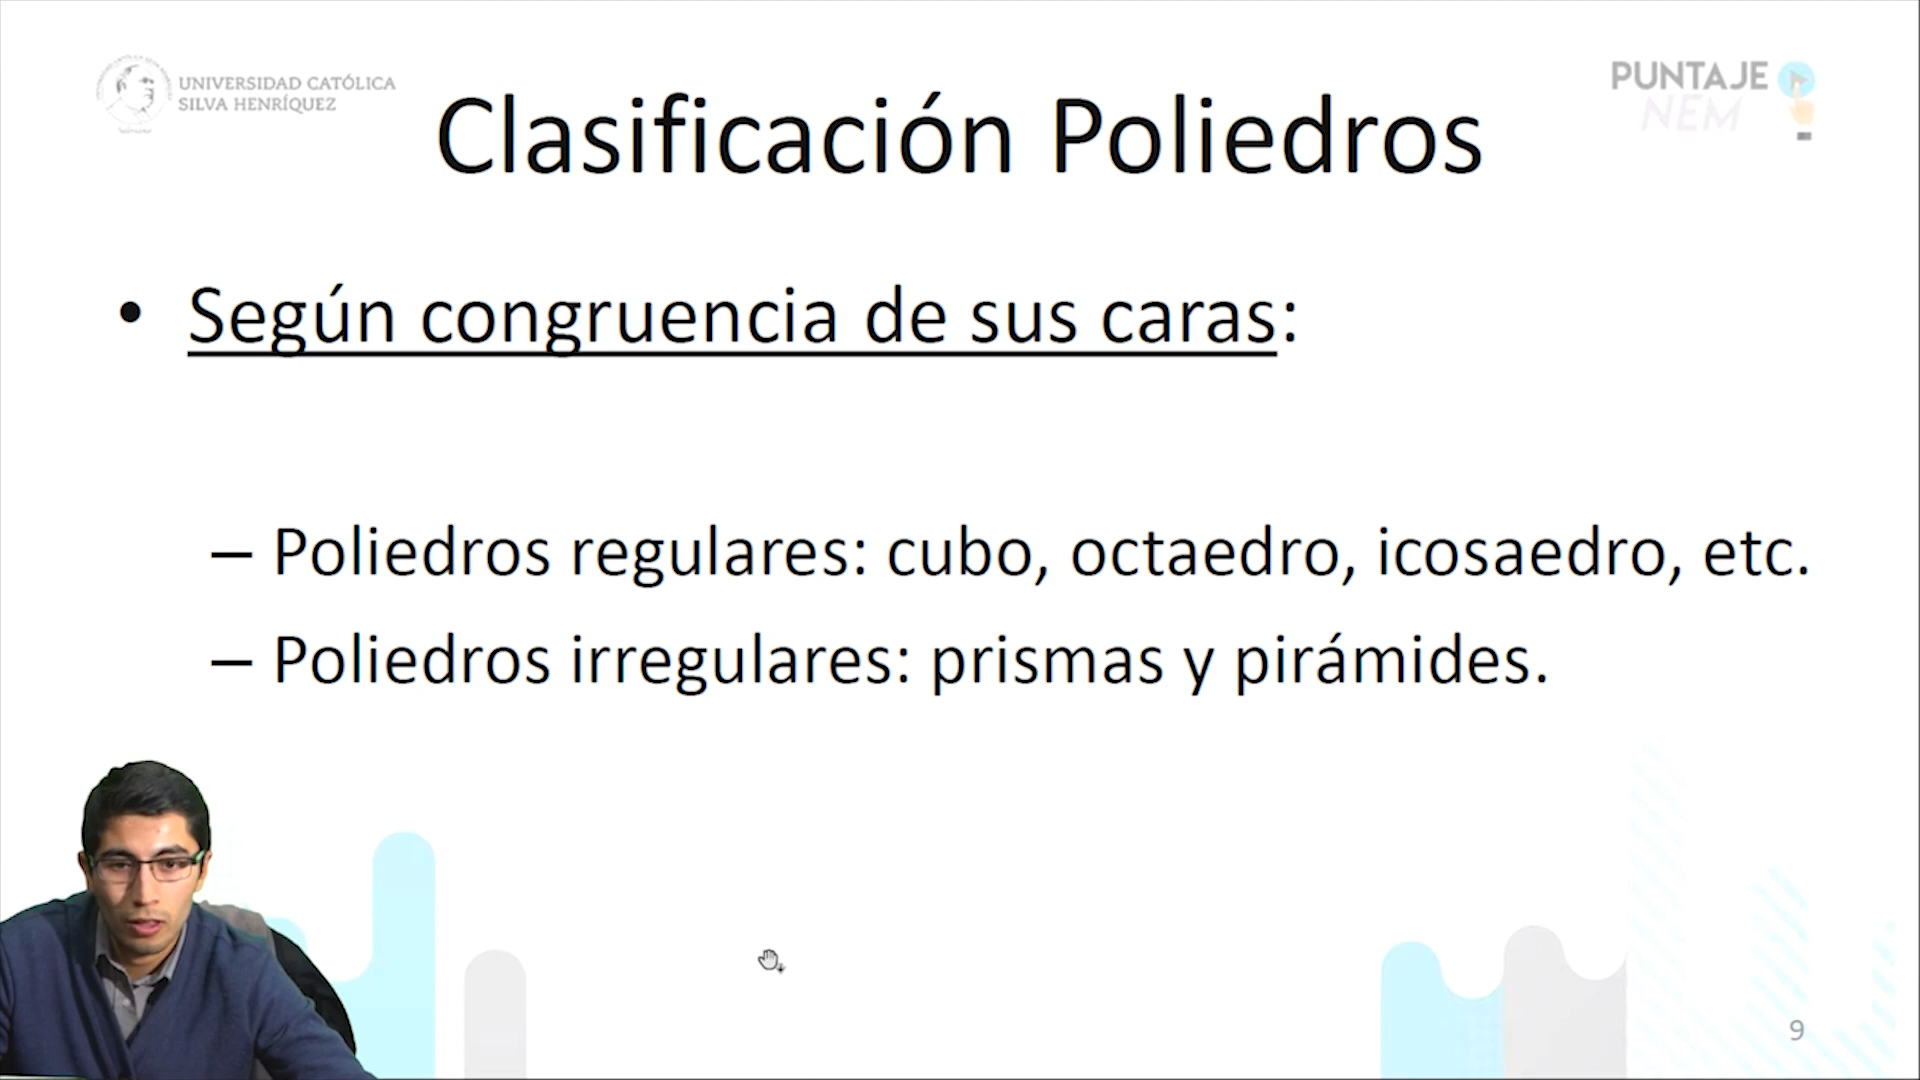 UNIVERSIDAD CATÓLICA
SILVA HENRÍQUEZ
PUNTAJE
NEM
Clasificación Poliedros
• Según congruencia de sus caras:
– Poliedros regulares: cubo, octaedro, icosaedro, etc.
– Poliedros irregulares: prismas y pirámides.
9